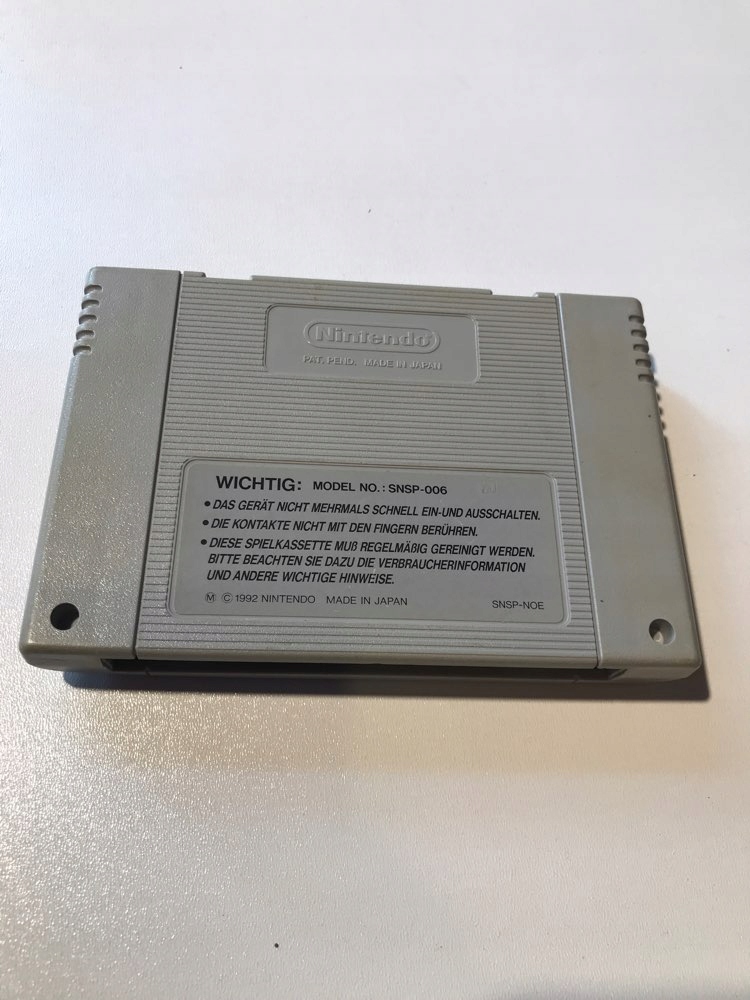 Nintendo®
PAT. PEND. MADE IN JAPAN
WICHTIG: MODEL NO.: SNSP-006
• DAS GERÄT NICHT MEHRMALS SCHNELL EIN-UND AUSSCHALTEN.
• DIE KONTAKTE NICHT MIT DEN FINGERN BERÜHREN.
• DIESE SPIELKASSETTE MUß REGELMÄßIG GEREINIGT WERDEN.
BITTE BEACHTEN SIE DAZU DIE VERBRAUCHERINFORMATION
UND ANDERE WICHTIGE HINWEISE.
Ⓜ © 1992 NINTENDO MADE IN JAPAN SNSP-NOE